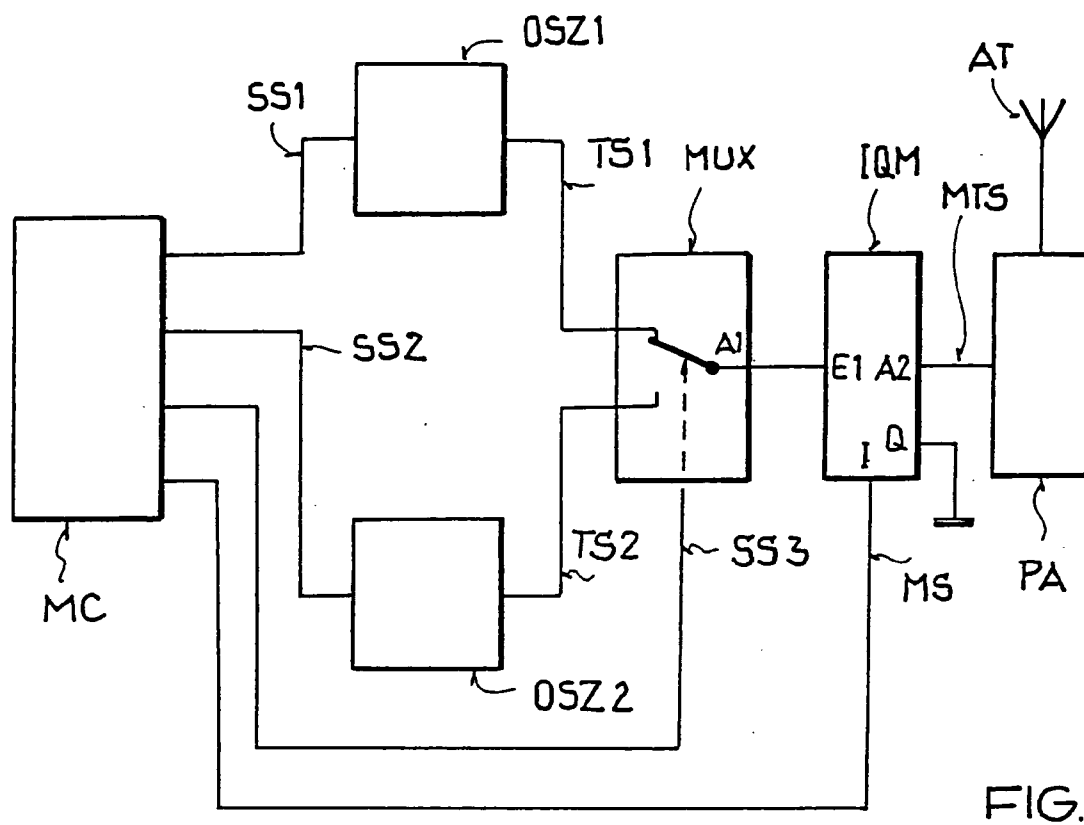 OSZ1
AT
SS1
TS1
MUX
IQM
MTS
A1
SS2
E1 A2
Q
I
TS2
SS3
MS
PA
MC
OSZ2
FIG.